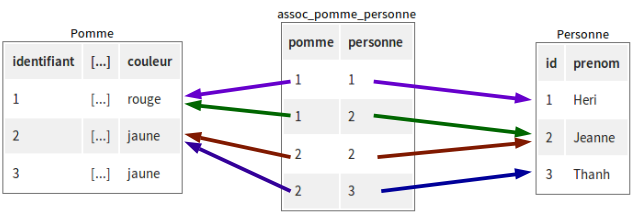 Pomme
identifiant [...] couleur
1 [...] rouge
2 [...] jaune
3 [...] jaune
assoc_pomme_personne
pomme personne
1 1
1 2
2 2
2 3
Personne
id prenom
1 Heri
2 Jeanne
3 Thanh